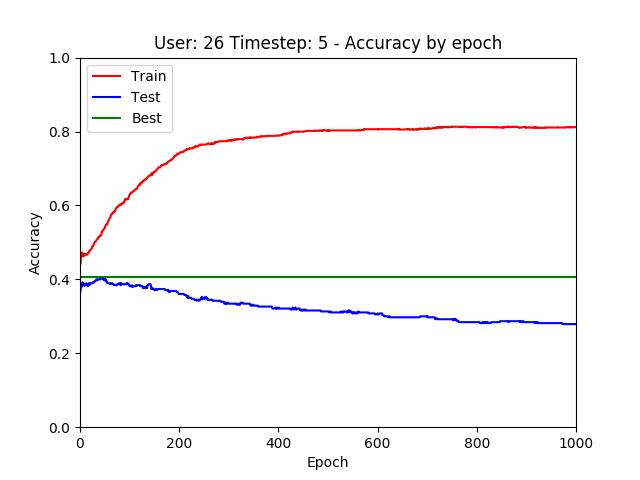 User: 26 Timestep: 5 - Accuracy by epoch
1.0
0.8
0.6
0.4
0.2
0.0
Accuracy
Train
Test
Best
0 200 400 600 800 1000
Epoch